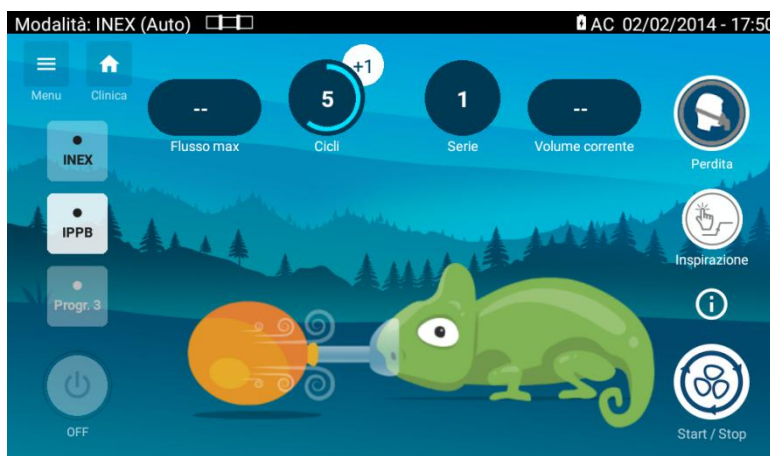 Modalità: INEX (Auto) AC 02/02/2014 - 17:50
Menu Clinica
-- 5 +1 1 --
Flusso max Cicli Serie Volume corrente
Perdita
INEX
IPPB
Inspirazione
Progr. 3
OFF
Start / Stop